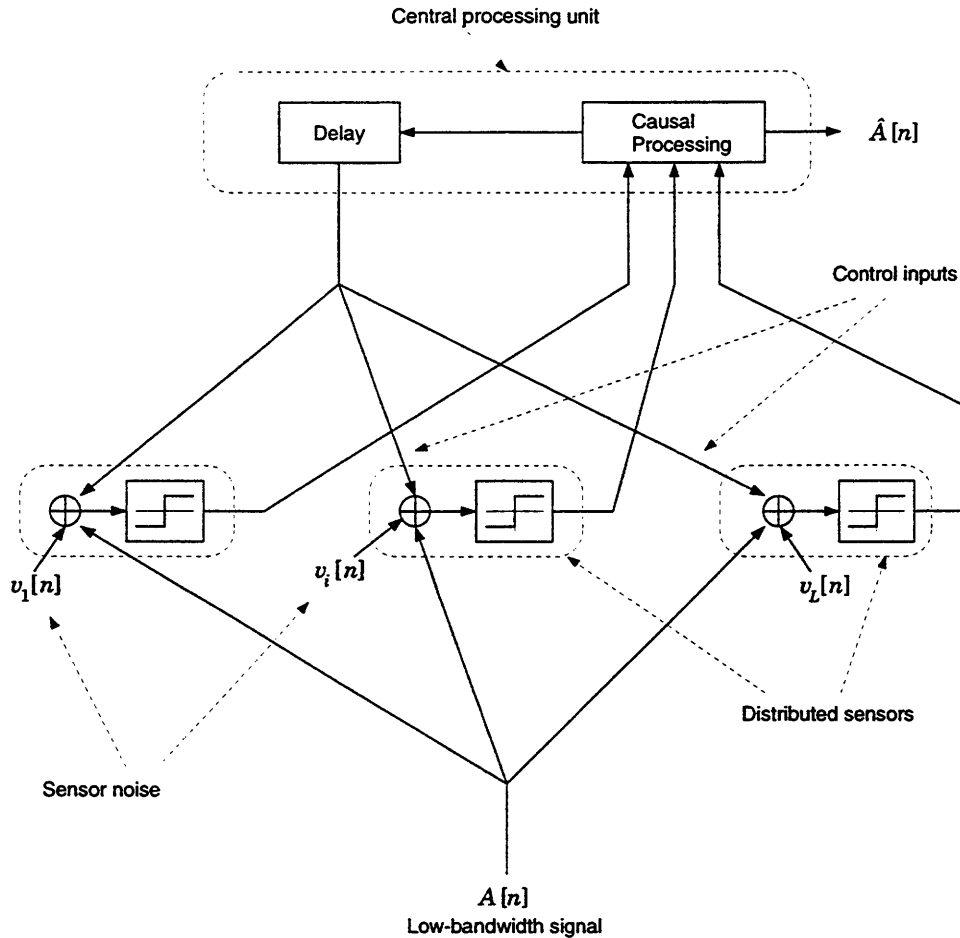 Central processing unit
Delay
Causal
Processing
Â[n]
Control inputs
v₁[n]
vᵢ[n]
v_L[n]
Distributed sensors
Sensor noise
A[n]
Low-bandwidth signal